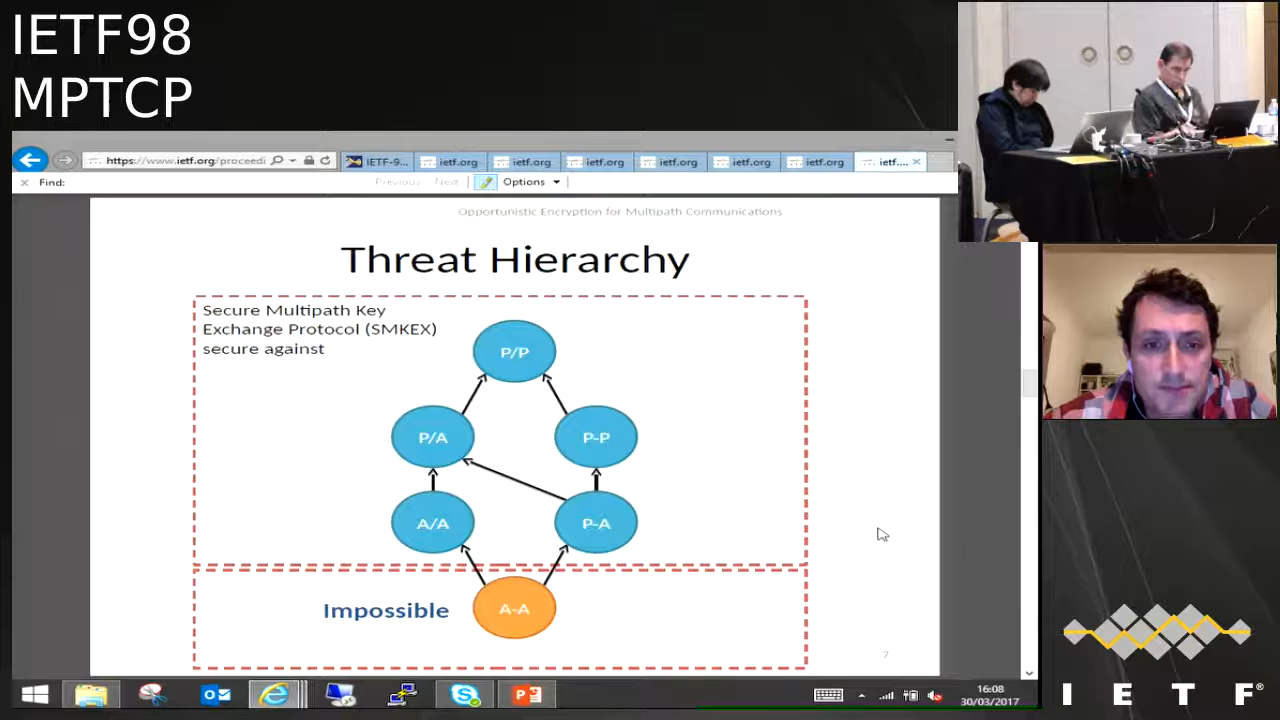 IETF98
MPTCP
https://www.ietf.org/proceedi
IETF-9...
ietf.org
ietf.org
ietf.org
ietf.org
ietf.org
ietf.org
ietf....
Find:
Previous
Next
Options
Opportunistic Encryption for Multipath Communications
Threat Hierarchy
Secure Multipath Key
Exchange Protocol (SMKEX)
secure against
P/P
P/A
P-P
A/A
P-A
Impossible
A-A
7
16:08
30/03/2017
I E T F®